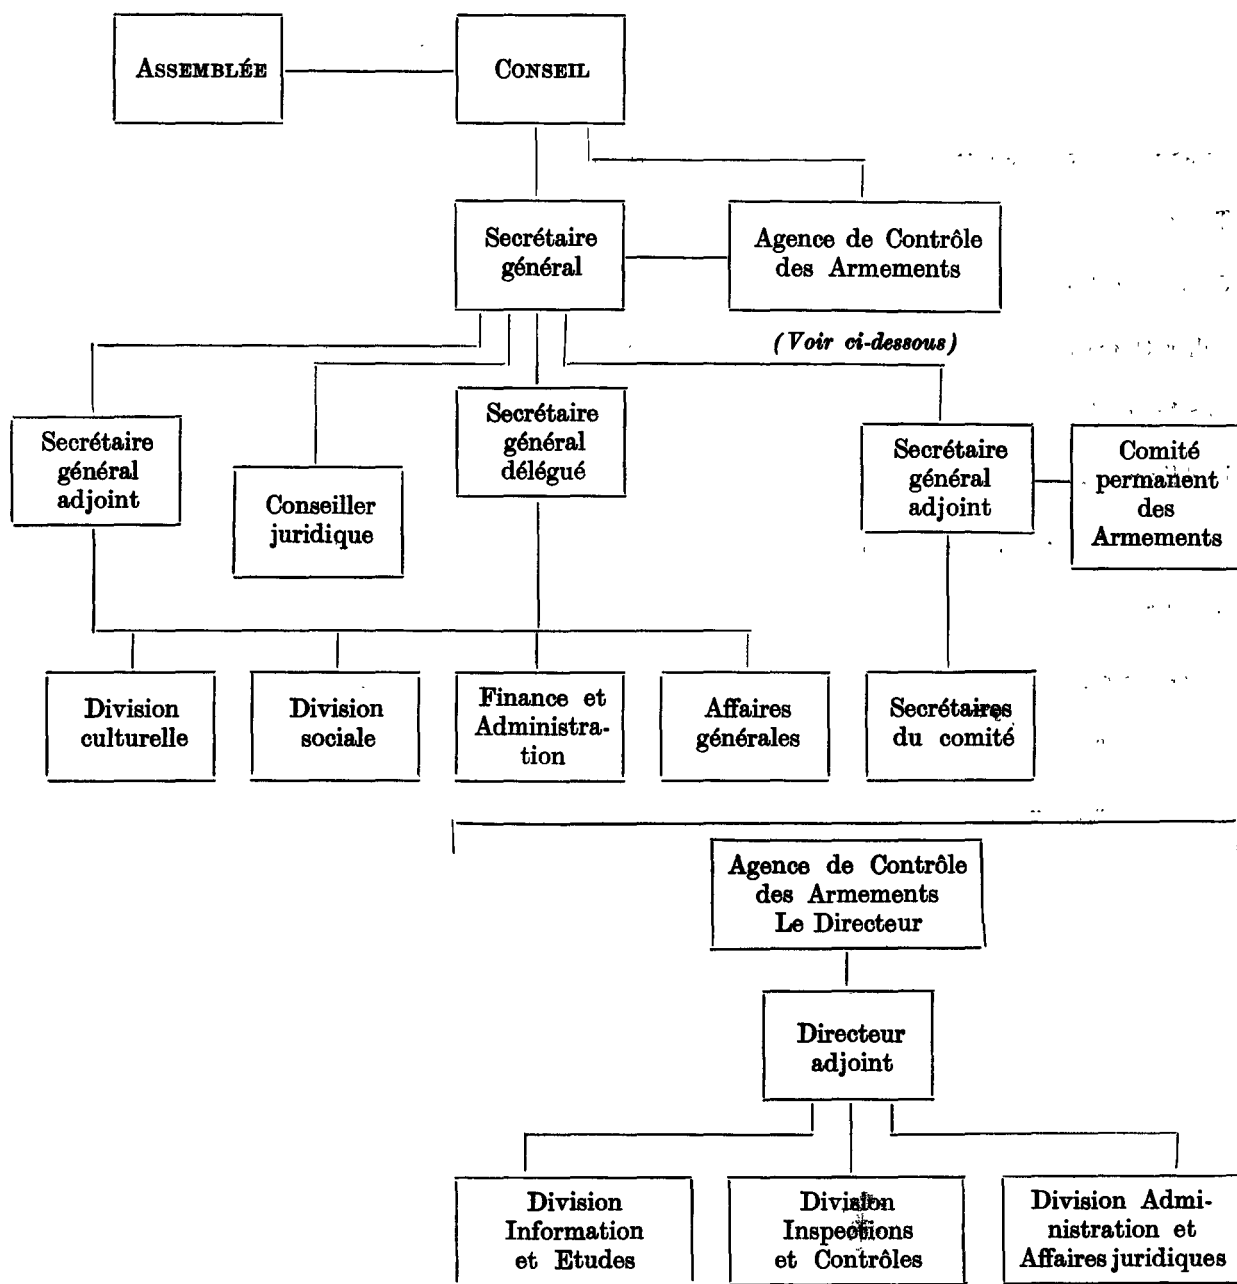 ASSEMBLÉE
CONSEIL
Secrétaire
général
Agence de Contrôle
des Armements
(Voir ci-dessous)
Secrétaire
général
adjoint
Conseiller
juridique
Secrétaire
général
délégué
Secrétaire
général
adjoint
Comité
permanent
des
Armements
Division
culturelle
Division
sociale
Finance et
Administra-
tion
Affaires
générales
Secrétaires
du comité
Agence de Contrôle
des Armements
Le Directeur
Directeur
adjoint
Division
Information
et Etudes
Division
Inspections
et Contrôles
Division Admi-
nistration et
Affaires juridiques